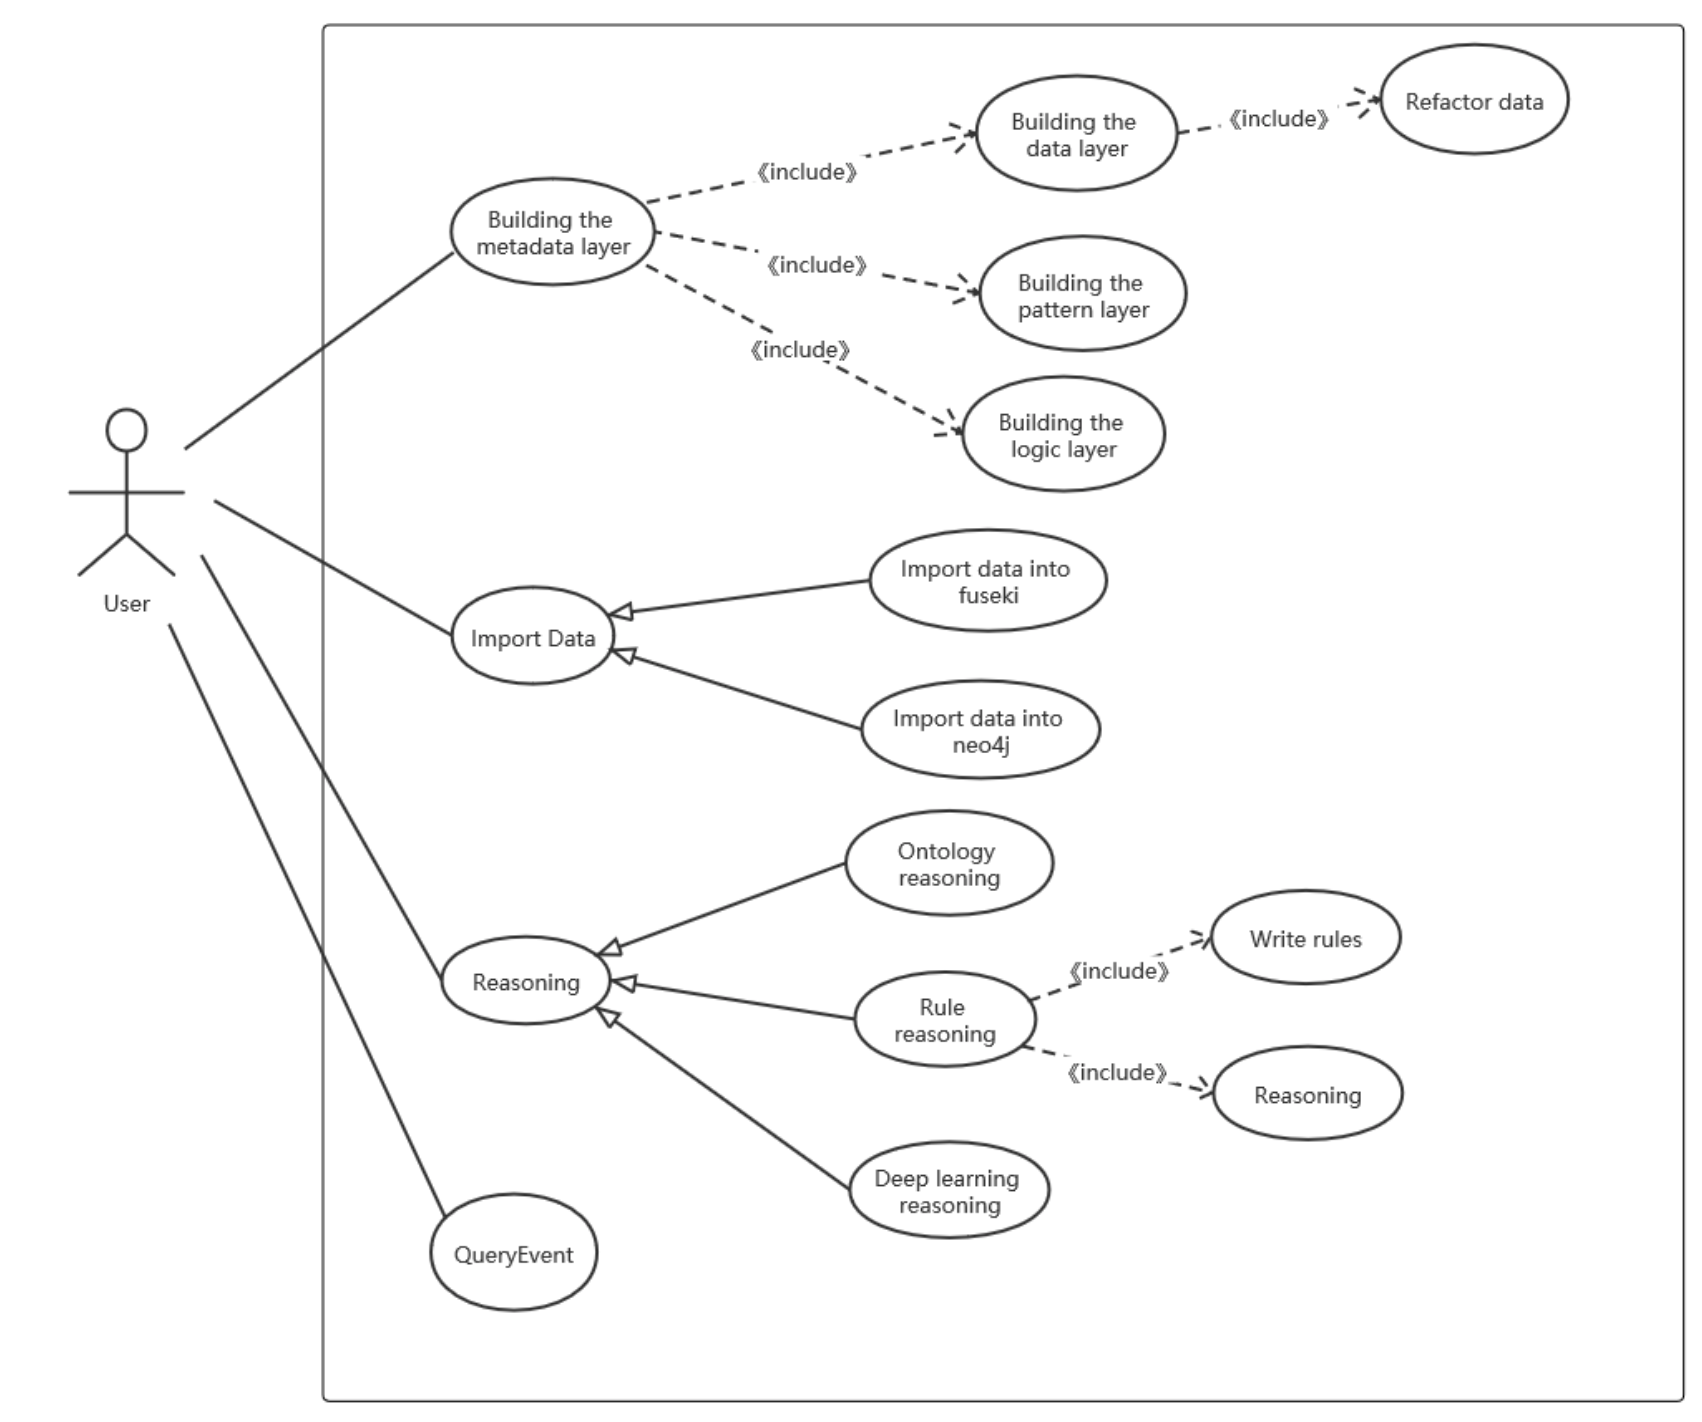 Refactor data
Building the
data layer
《include》
《include》
Building the
metadata layer
《include》
Building the
pattern layer
《include》
Building the
logic layer
User
Import data into
fuseki
Import Data
Import data into
neo4j
Ontology
reasoning
Write rules
《include》
Reasoning
Rule
reasoning
《include》
Reasoning
Deep learning
reasoning
QueryEvent